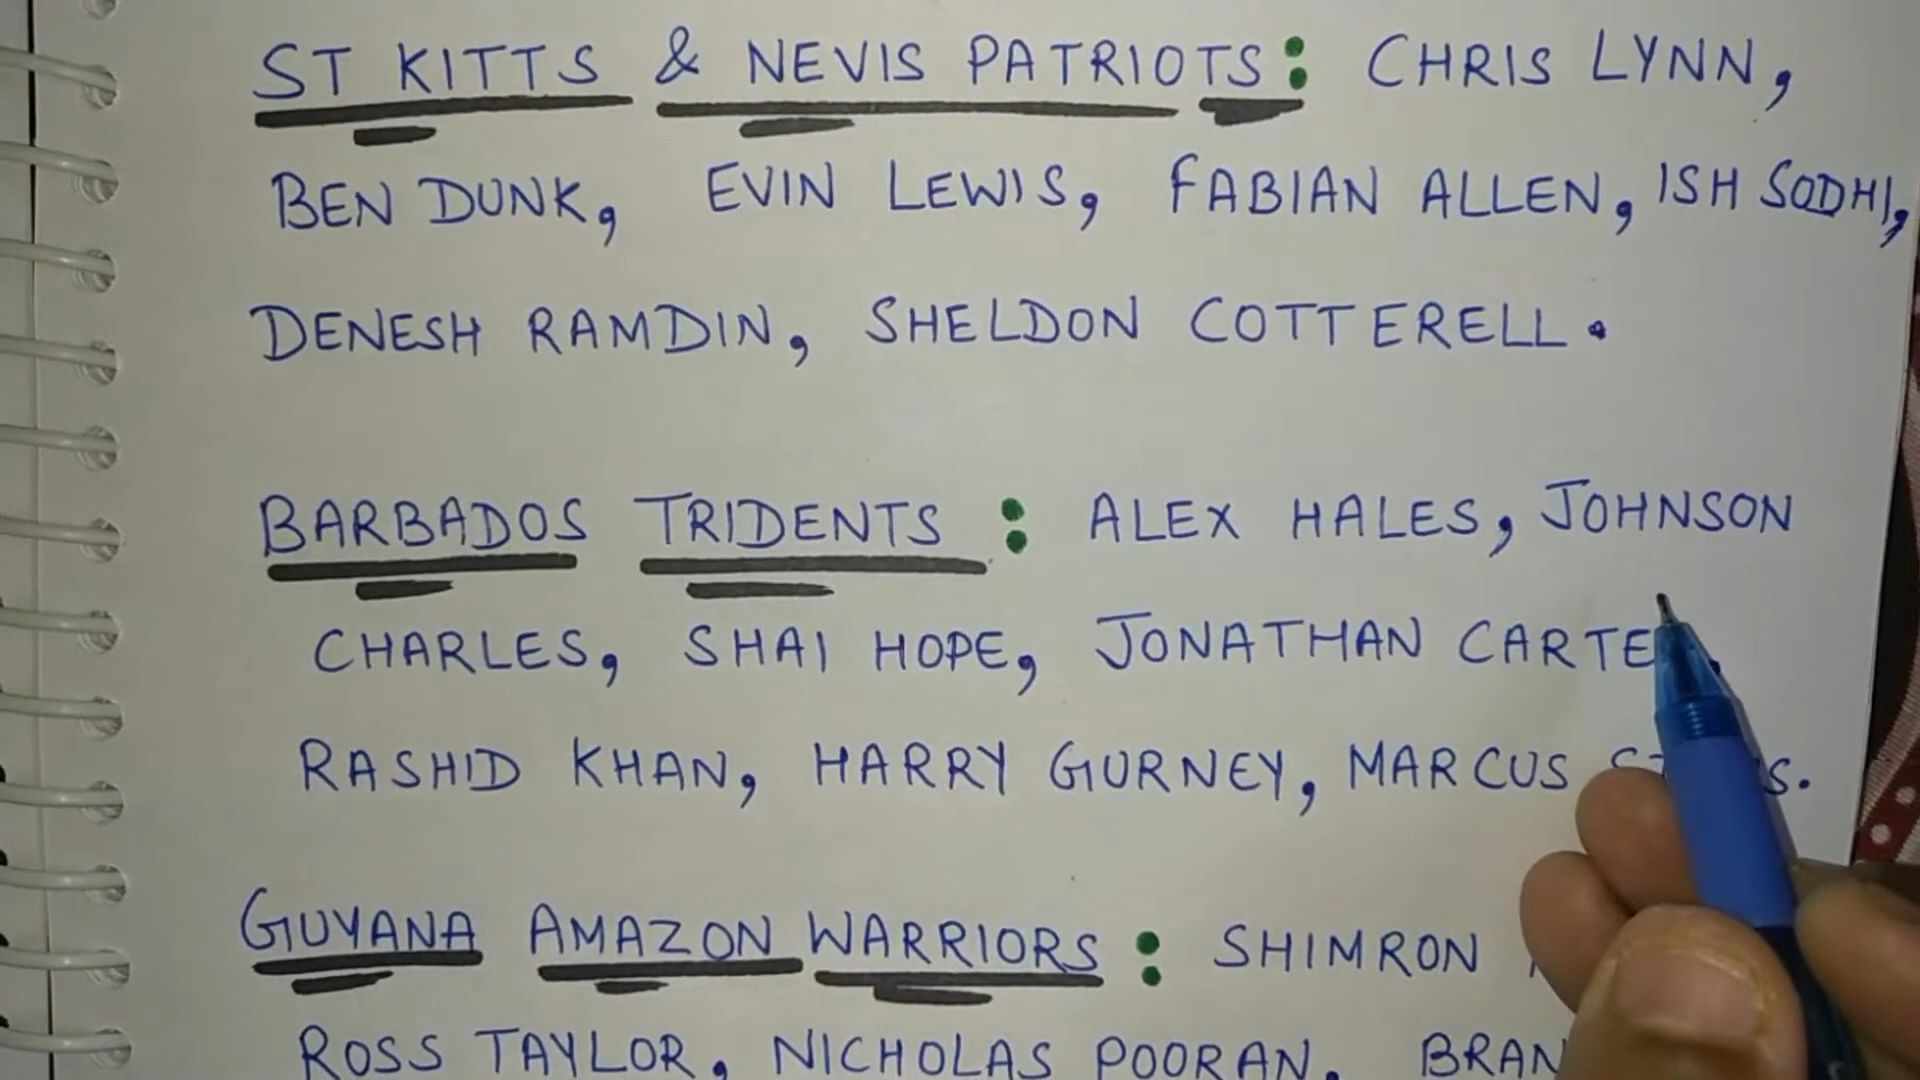 ST KITTS & NEVIS PATRIOTS: CHRIS LYNN,
BEN DUNK, EVIN LEWIS, FABIAN ALLEN, ISH SODHI,
DENESH RAMDIN, SHELDON COTTERELL.
BARBADOS TRIDENTS: ALEX HALES, JOHNSON
CHARLES, SHAI HOPE, JONATHAN
RASHID KHAN, HARRY GURNEY, MARCUS
GUYANA AMAZON WARRIORS: SHIMRON
ROSS TAYLOR, NICHOLAS POORAN,